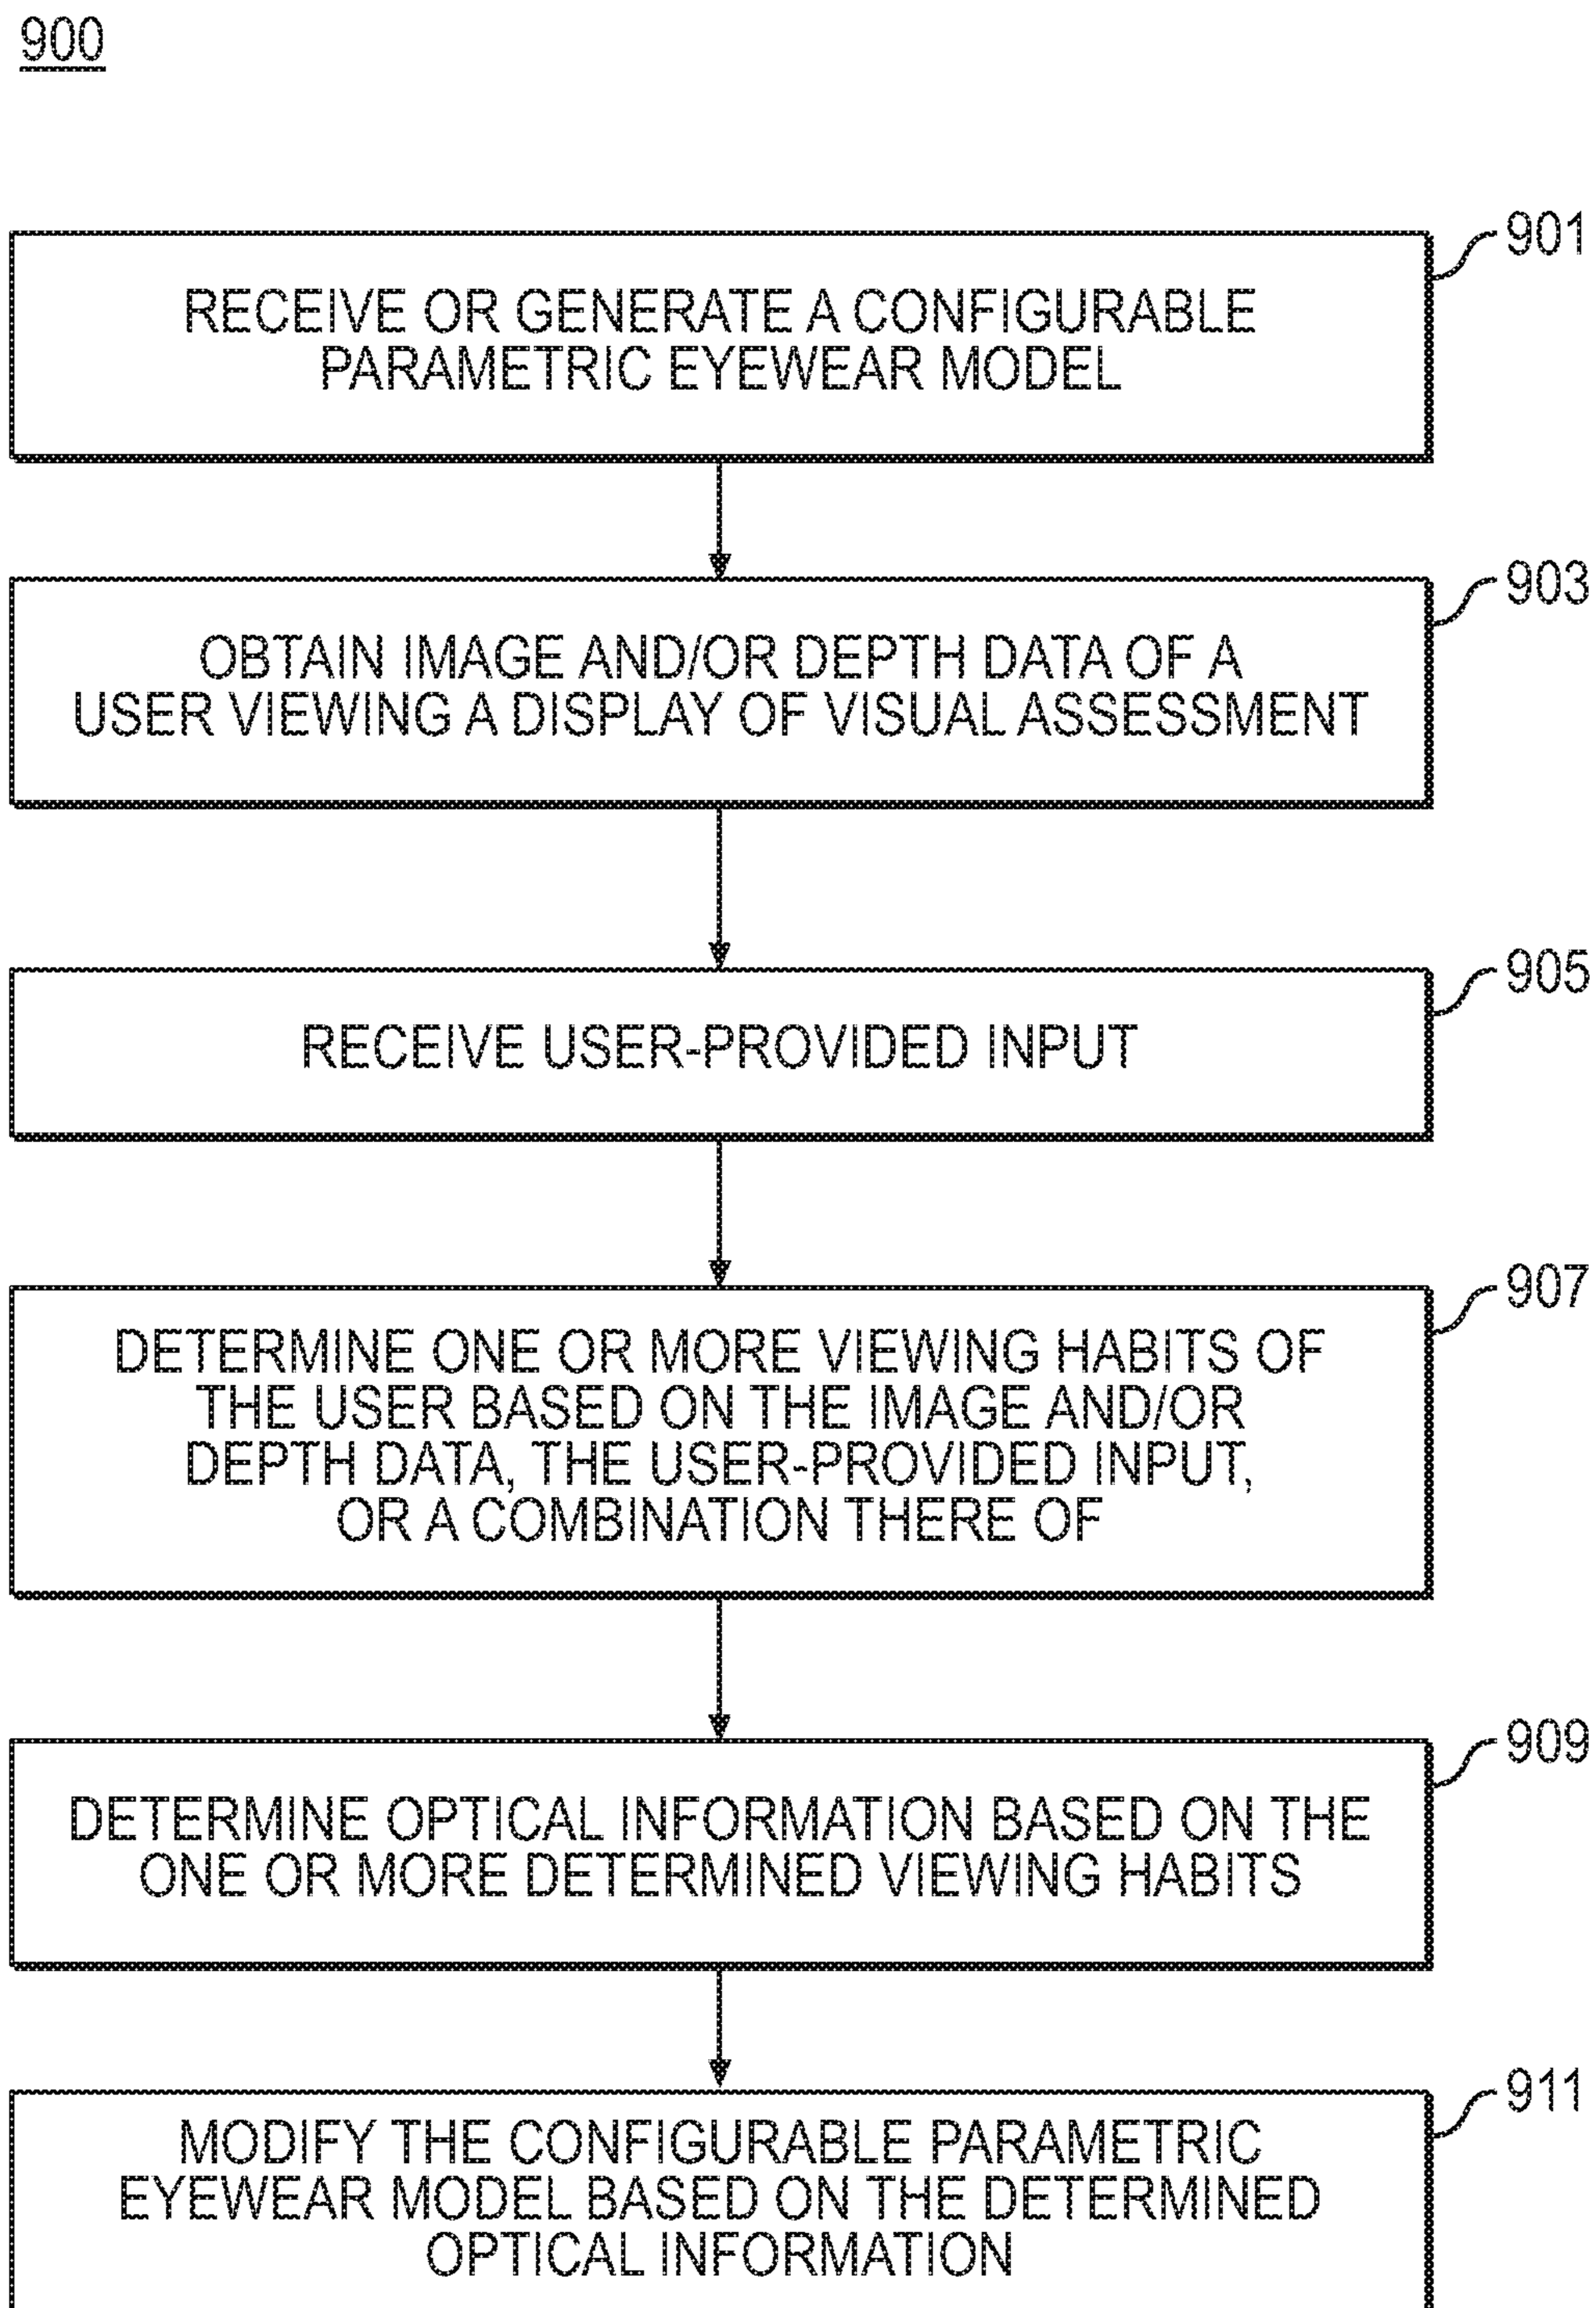 900
901
RECEIVE OR GENERATE A CONFIGURABLE
PARAMETRIC EYEWEAR MODEL
903
OBTAIN IMAGE AND/OR DEPTH DATA OF A
USER VIEWING A DISPLAY OF VISUAL ASSESSMENT
905
RECEIVE USER-PROVIDED INPUT
907
DETERMINE ONE OR MORE VIEWING HABITS OF
THE USER BASED ON THE IMAGE AND/OR
DEPTH DATA, THE USER-PROVIDED INPUT,
OR A COMBINATION THERE OF
909
DETERMINE OPTICAL INFORMATION BASED ON THE
ONE OR MORE DETERMINED VIEWING HABITS
911
MODIFY THE CONFIGURABLE PARAMETRIC
EYEWEAR MODEL BASED ON THE DETERMINED
OPTICAL INFORMATION